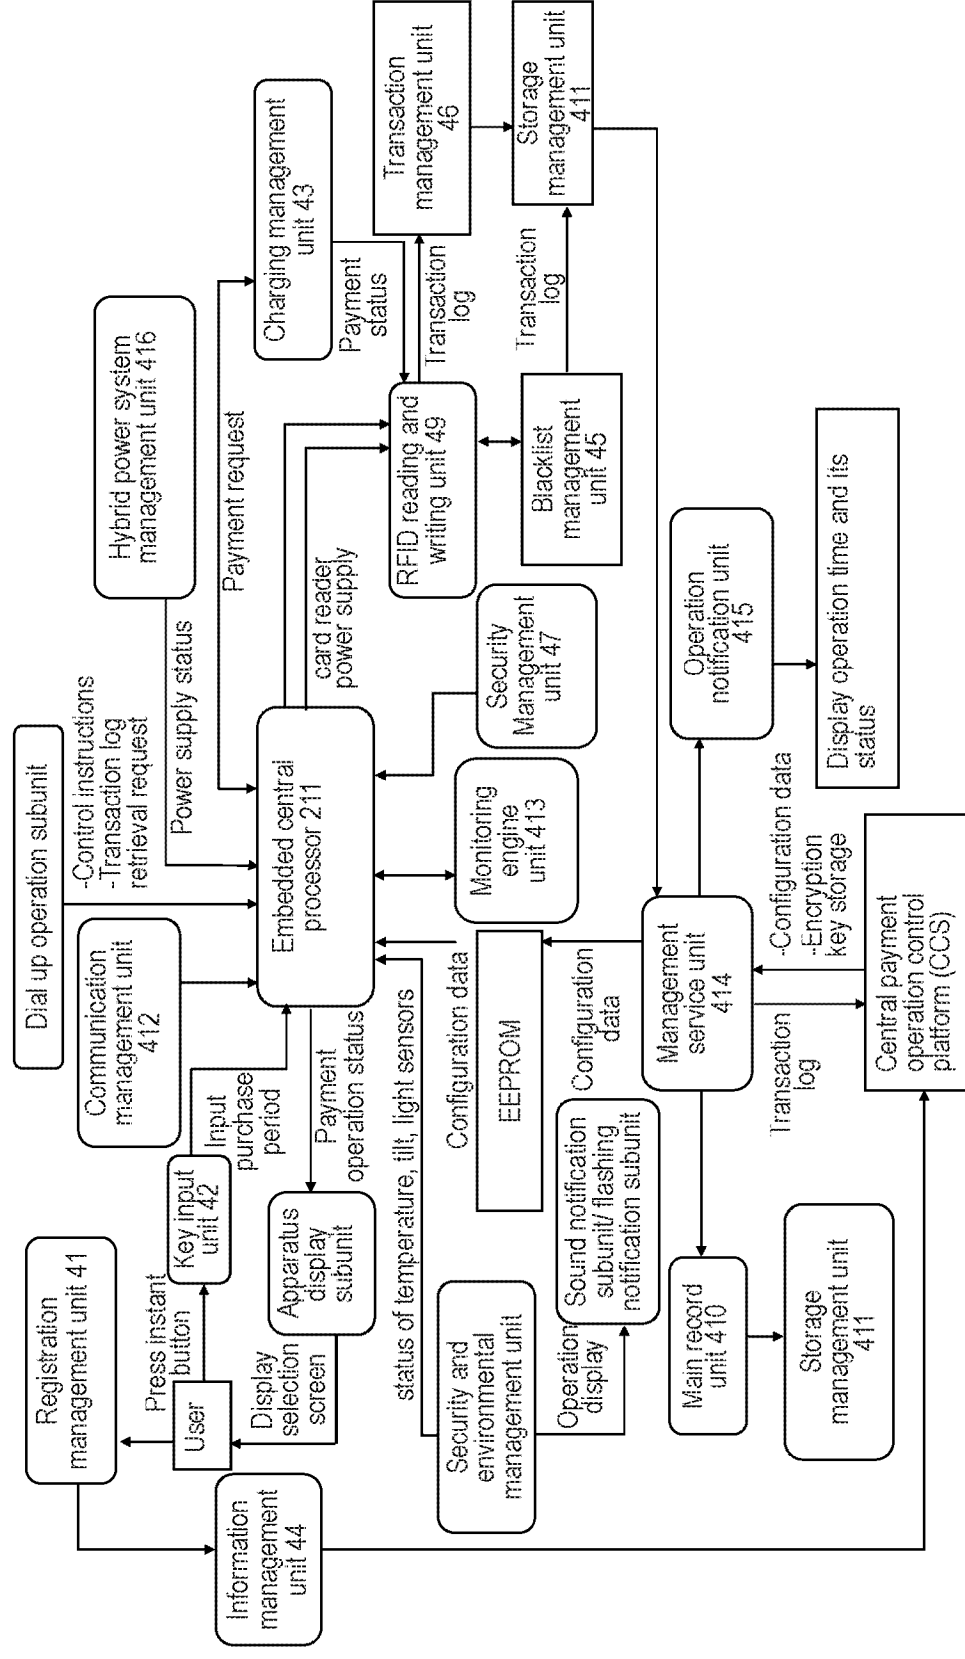 Registration
management unit 41
Information
management
unit 44
User
Press instant
button
Key input
unit 42
Input
purchase
period
Communication
management unit
412
Dial up operation subunit
-Control instructions
-Transaction log
retrieval request
Power supply status
Hybrid power system
management unit 416
Payment request
Charging management
unit 43
Payment
status
Embedded central
processor 211
Payment
operation status
Apparatus
display
subunit
Display
selection
screen
card reader
power supply
RFID reading and
writing unit 49
Transaction
log
Transaction
management unit
46
Storage
management unit
411
Transaction
log
Blacklist
management
unit 45
Security
Management
unit 47
Monitoring
engine
unit 413
status of temperature, tilt, light sensors
Configuration data
EEPROM
Configuration
data
Security and
environmental
management unit
Operation
display
Sound notification
subunit/ flashing
notification subunit
Management
service unit
414
Operation
notification unit
415
Display operation time and its
status
Main record
unit 410
Storage
management unit
411
Transaction
log
-Configuration data
-Encryption
key storage
Central payment
operation control
platform (CCS)